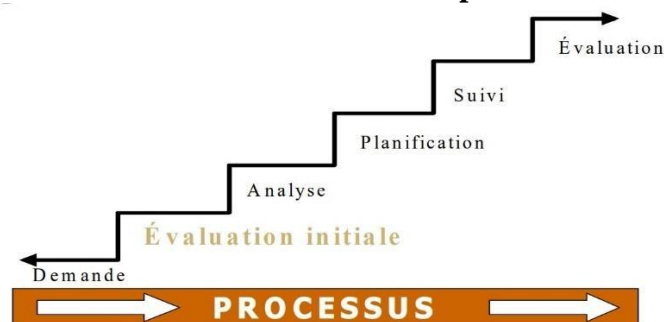 Évaluation
Suivi
Planification
Analyse
Évaluation initiale
Demande
PROCESSUS